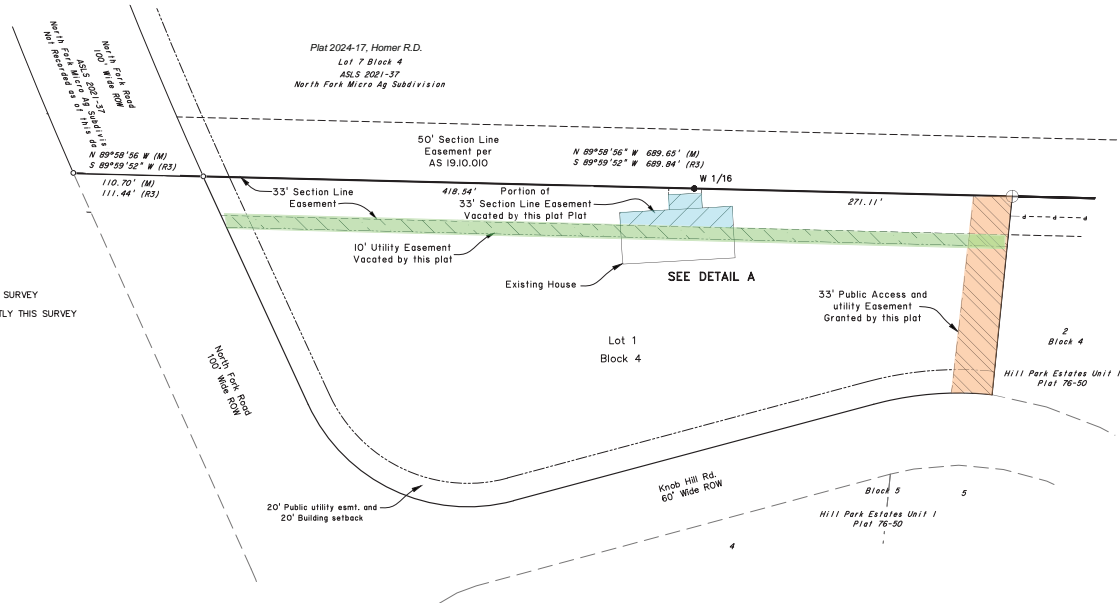 North Fork Road
100' Wide ROW
ASLS 2021-37
North Fork Micro Ag Subdivis
Not Recorded as of this da
Plat 2024-17, Homer R.D.
Lot 7 Block 4
ASLS 2021-37
North Fork Micro Ag Subdivision
50' Section Line
Easement per
AS 19.10.010
N 89°58'56 W (M)
S 89°59'52" W (R3)
N 89°58'56" W 689.65' (M)
S 89°59'52" W 689.84' (R3)
110.70' (M)
111.44' (R3)
W 1/16
33' Section Line
Easement
418.54'
Portion of
33' Section Line Easement
Vacated by this plat Plat
271.11'
10' Utility Easement
Vacated by this plat
Existing House
SEE DETAIL A
SURVEY
TLY THIS SURVEY
33' Public Access and
utility Easement
Granted by this plat
Lot 1
Block 4
2
Block 4
Hill Park Estates Unit 1
Plat 76-50
North Fork Road
100' Wide ROW
Knob Hill Rd.
60' Wide ROW
20' Public utility esmt. and
20' Building setback
Block 5
5
Hill Park Estates Unit 1
Plat 76-50
4